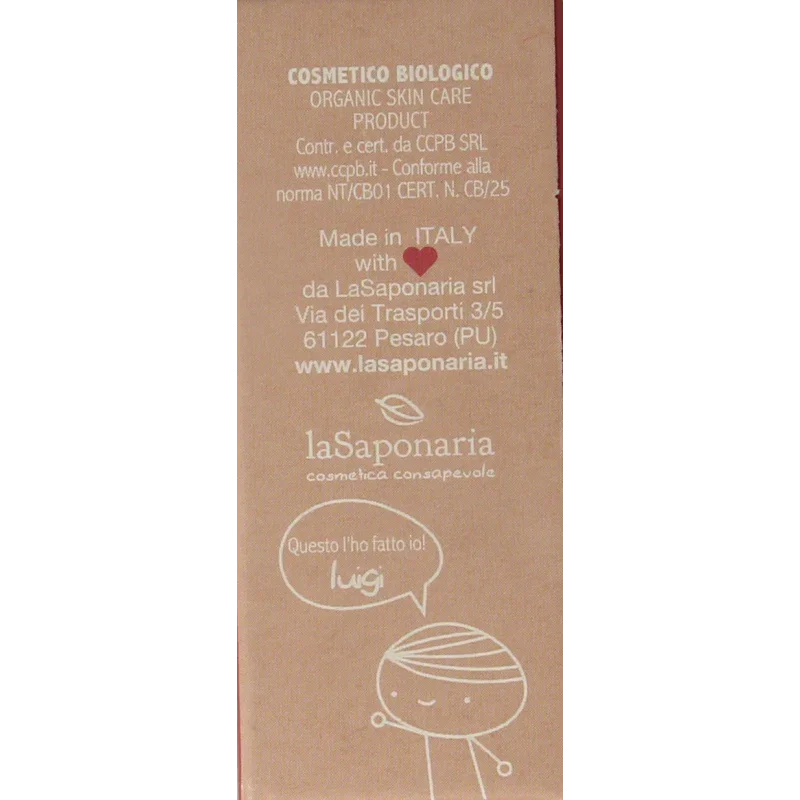 COSMETICO BIOLOGICO
ORGANIC SKIN CARE
PRODUCT
Contr. e cert. da CCPB SRL
www.ccpb.it - Conforme alla
norma NT/CB01 CERT. N. CB/25
Made in ITALY
with
da LaSaponaria srl
Via dei Trasporti 3/5
61122 Pesaro (PU)
www.lasaponaria.it
laSaponaria
cosmetica consapevole
Questo l'ho fatto io!
luigi